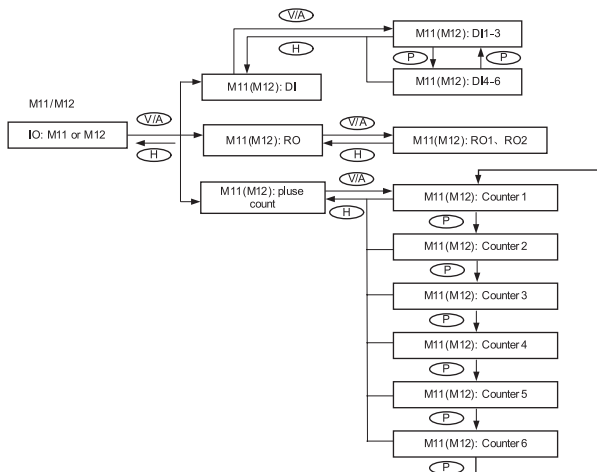 V/A
M11(M12): DI1-3
H
P
P
M11(M12): DI
M11(M12): DI4-6
M11/M12
V/A
V/A
IO: M11 or M12
M11(M12): RO
M11(M12): RO1、RO2
H
H
V/A
M11(M12): pluse
count
M11(M12): Counter 1
H
P
M11(M12): Counter 2
P
M11(M12): Counter 3
P
M11(M12): Counter 4
P
M11(M12): Counter 5
P
M11(M12): Counter 6
P